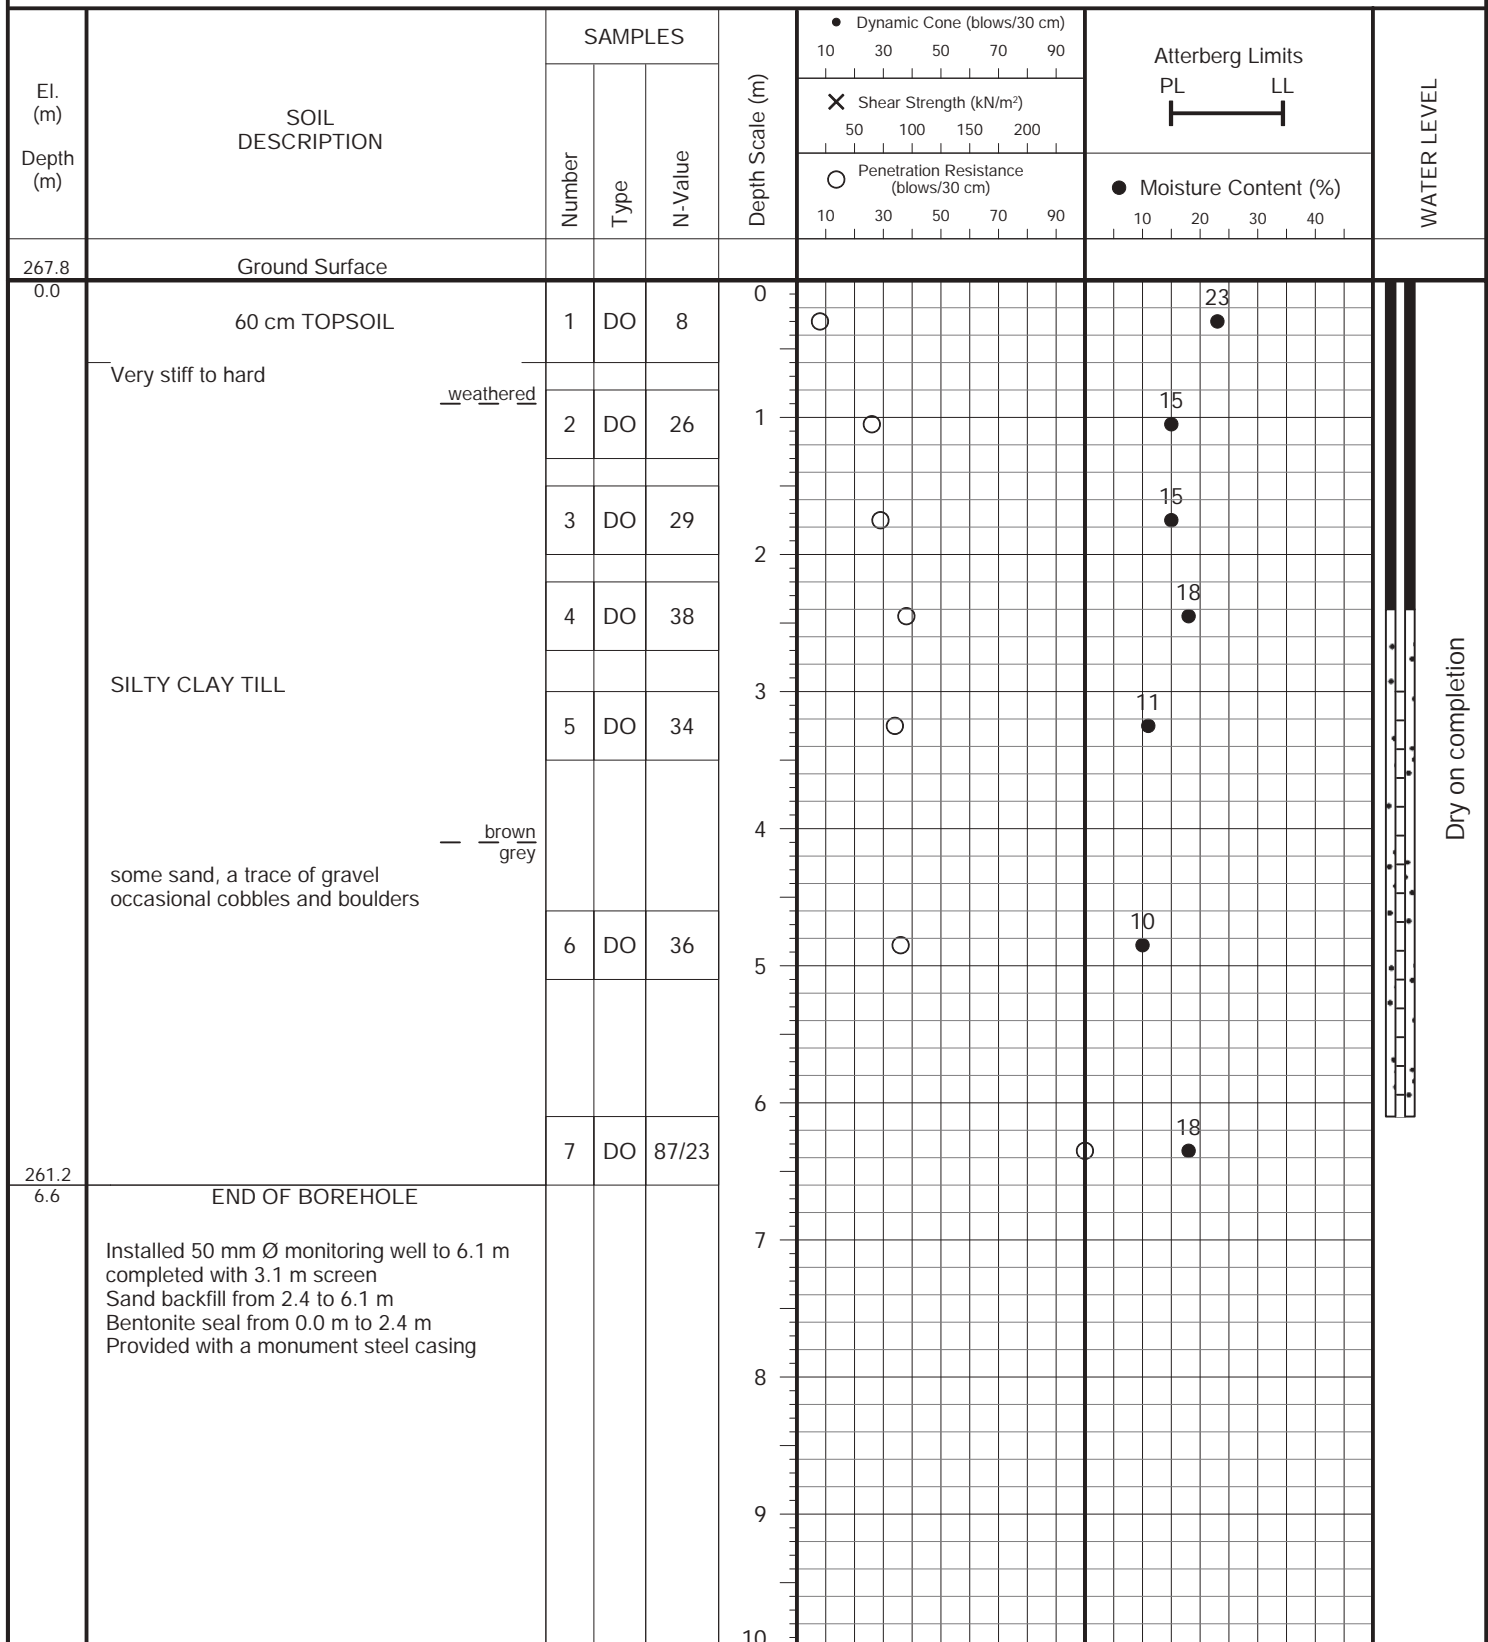 El.
(m)
Depth
(m)
SOIL
DESCRIPTION
SAMPLES
Number
Type
N-Value
Depth Scale (m)
Dynamic Cone (blows/30 cm)
10 30 50 70 90
Shear Strength (kN/m²)
50 100 150 200
Penetration Resistance
(blows/30 cm)
10 30 50 70 90
Atterberg Limits
PL LL
Moisture Content (%)
10 20 30 40
WATER LEVEL
267.8 Ground Surface
0.0
60 cm TOPSOIL 1 DO 8 0 23
Very stiff to hard
weathered
2 DO 26 1 15
3 DO 29 15
2
4 DO 38 18
SILTY CLAY TILL
3
5 DO 34 11
Dry on completion
brown
4
grey
some sand, a trace of gravel
occasional cobbles and boulders
6 DO 36 10
5
6
7 DO 87/23 18
261.2
6.6 END OF BOREHOLE
Installed 50 mm Ø monitoring well to 6.1 m
completed with 3.1 m screen
Sand backfill from 2.4 to 6.1 m
Bentonite seal from 0.0 m to 2.4 m
Provided with a monument steel casing
7
8
9
10